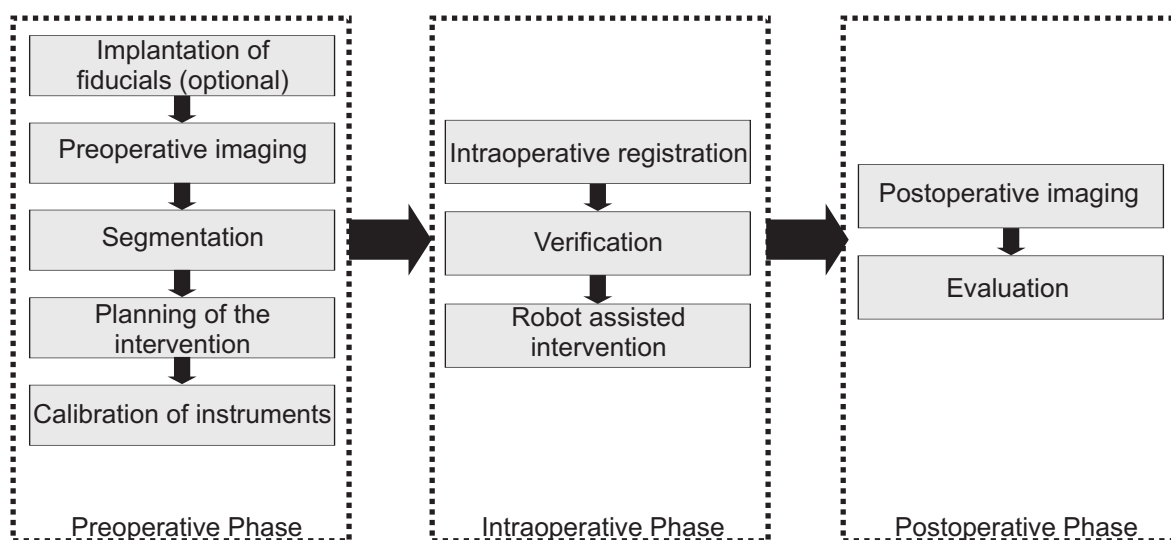 Implantation of
fiducials (optional)
Preoperative imaging
Segmentation
Planning of the
intervention
Calibration of instruments
Preoperative Phase
Intraoperative registration
Verification
Robot assisted
intervention
Intraoperative Phase
Postoperative imaging
Evaluation
Postoperative Phase